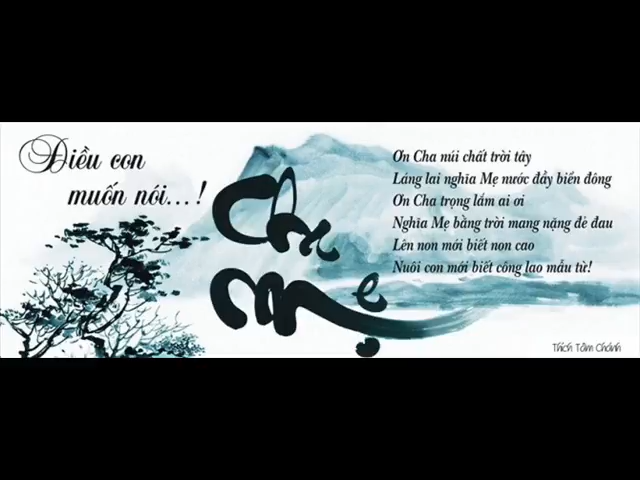 Điều con
muốn nói...!
Cha
Mẹ
Ơn Cha núi chất trời tây
Láng lai nghĩa Mẹ nước đầy biển đông
Ơn Cha trọng lắm ai ơi
Nghĩa Mẹ bằng trời mang nặng đẻ đau
Lên non mới biết non cao
Nuôi con mới biết công lao mẫu từ!
Thích Tâm Chánh